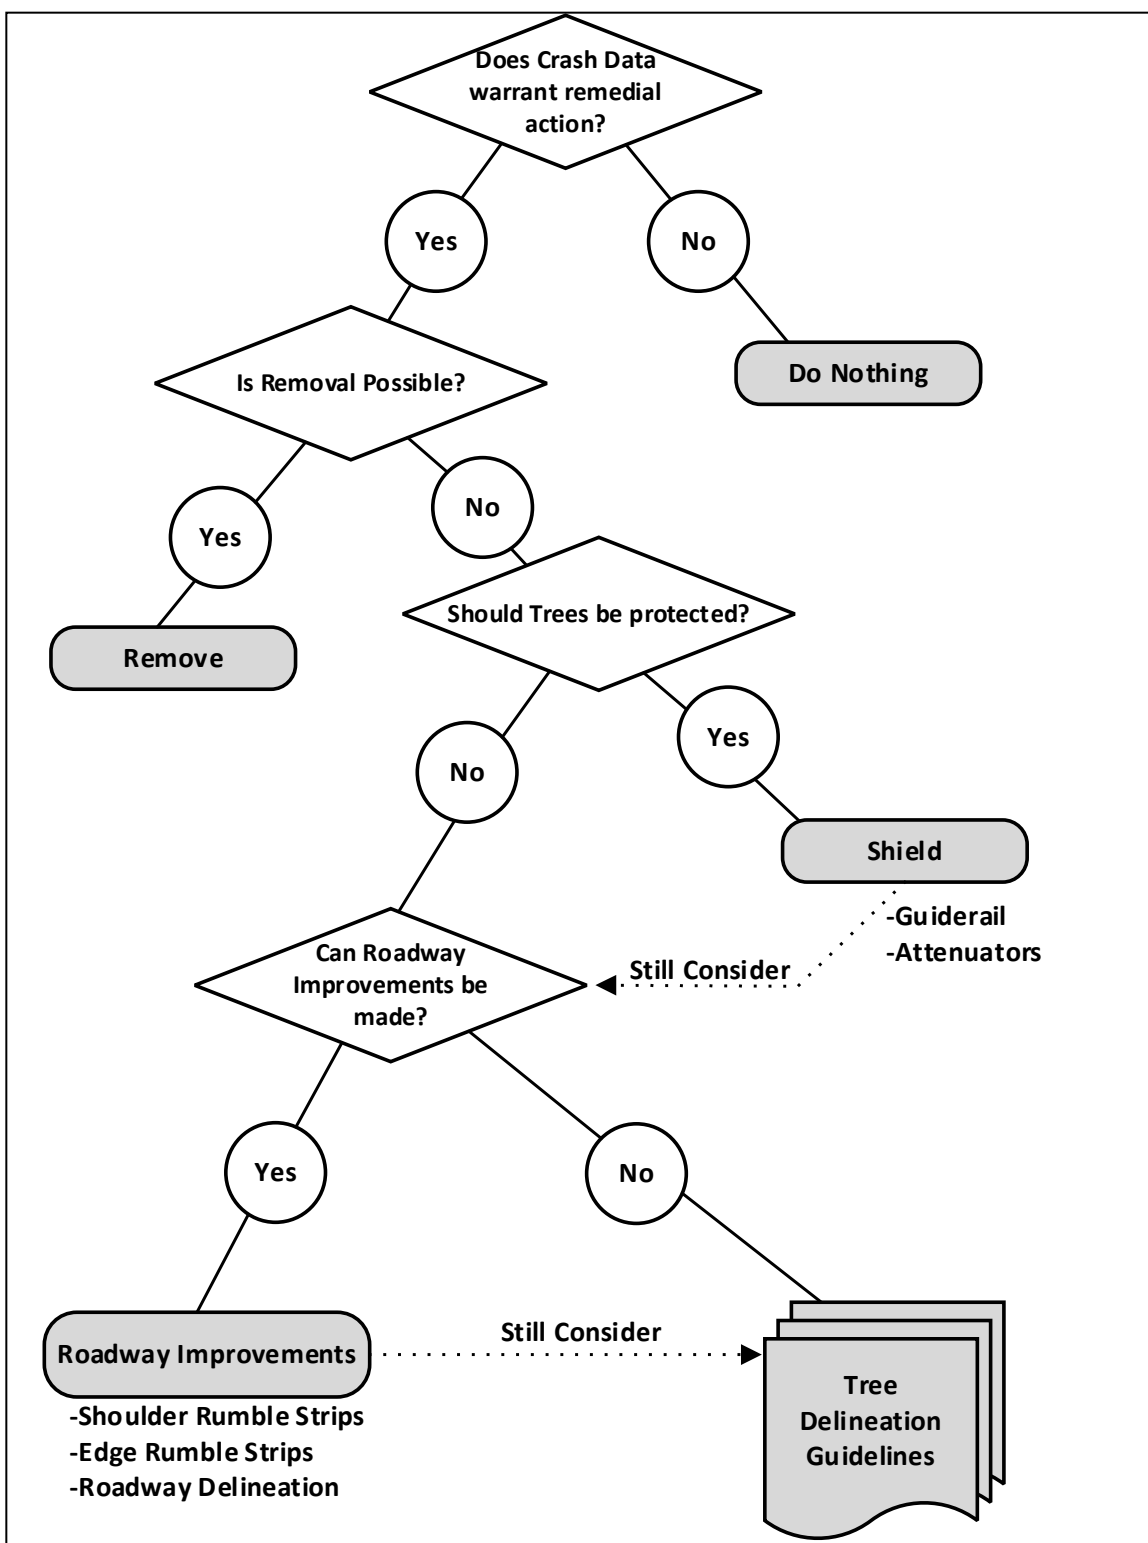 Does Crash Data
warrant remedial
action?
Yes
No
Is Removal Possible?
Do Nothing
Yes
No
Should Trees be protected?
Remove
No
Yes
Shield
-Guiderail
-Attenuators
Can Roadway
Improvements be
made?
Still Consider
Yes
No
Roadway Improvements
-Shoulder Rumble Strips
-Edge Rumble Strips
-Roadway Delineation
Still Consider
Tree
Delineation
Guidelines